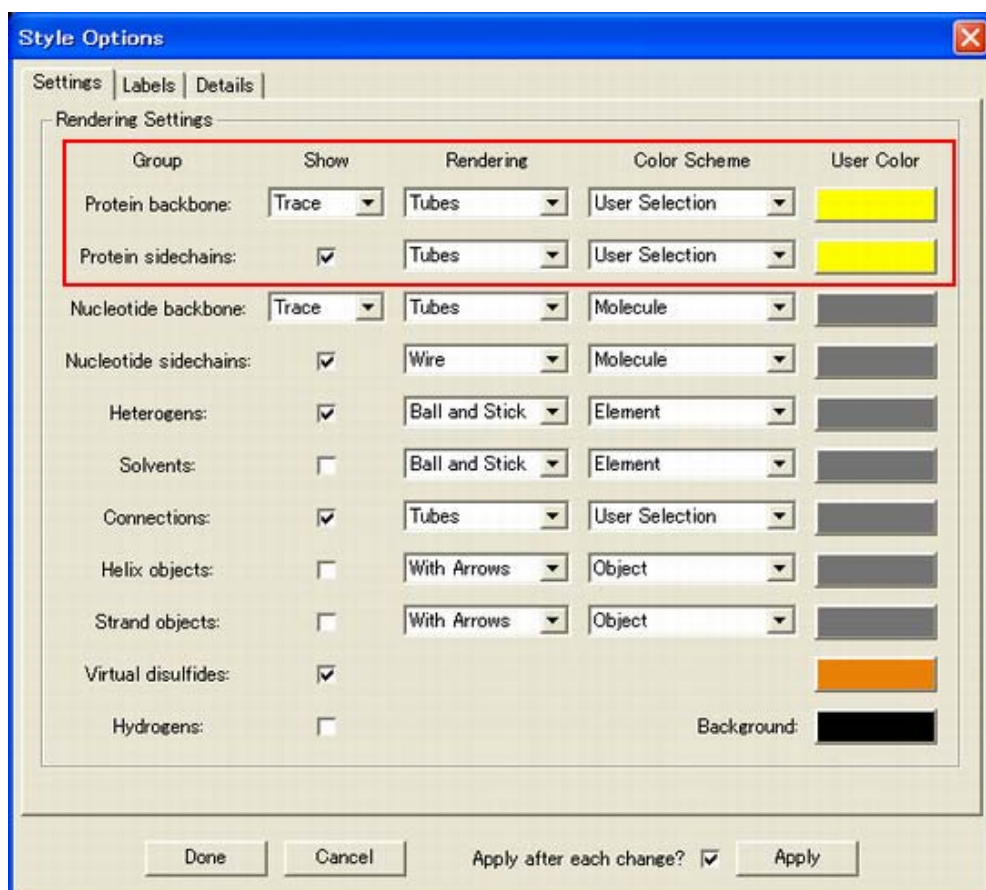 Style Options
Settings Labels Details
Rendering Settings
Group Show Rendering Color Scheme User Color
Protein backbone: Trace Tubes User Selection
Protein sidechains: Tubes User Selection
Nucleotide backbone: Trace Tubes Molecule
Nucleotide sidechains: Wire Molecule
Heterogens: Ball and Stick Element
Solvents: Ball and Stick Element
Connections: Tubes User Selection
Helix objects: With Arrows Object
Strand objects: With Arrows Object
Virtual disulfides:
Hydrogens: Background:
Done Cancel Apply after each change? Apply